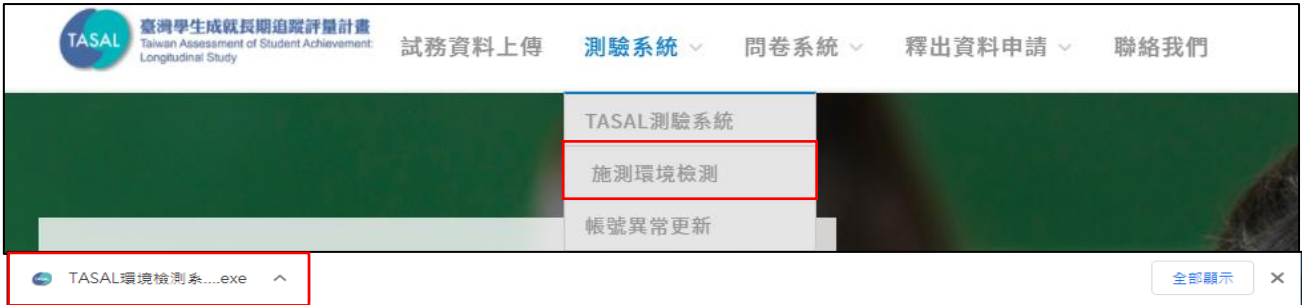 TASAL
臺灣學生成就長期追蹤評量計畫
Taiwan Assessment of Student Achievement:
Longitudinal Study
試務資料上傳
測驗系統
問卷系統
釋出資料申請
聯絡我們
TASAL測驗系統
施測環境檢測
帳號異常更新
TASAL環境檢測系....exe
全部顯示